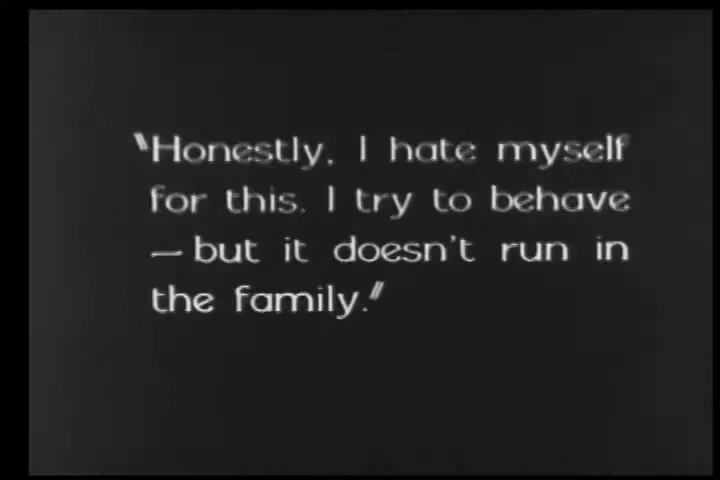 "Honestly, I hate myself
for this. I try to behave
— but it doesn't run in
the family."